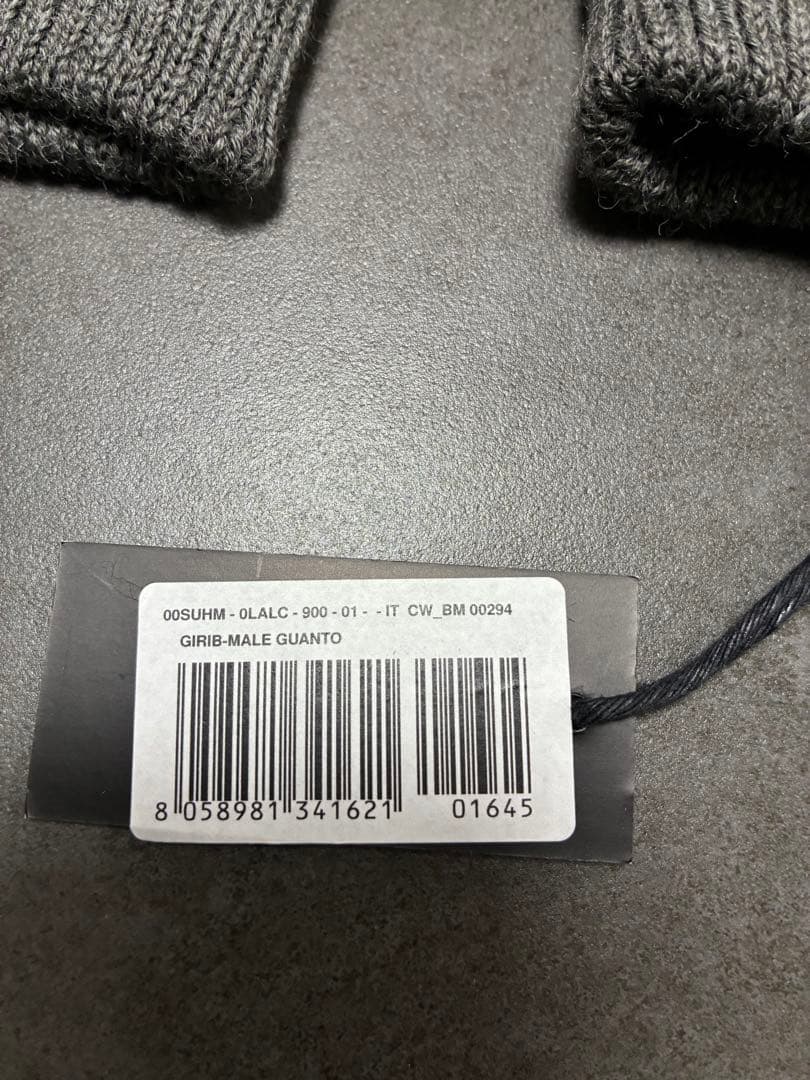 00SUHM - 0LALC - 900 - 01 - - IT CW_BM 00294
GIRIB-MALE GUANTO
8 058981 341621 01645